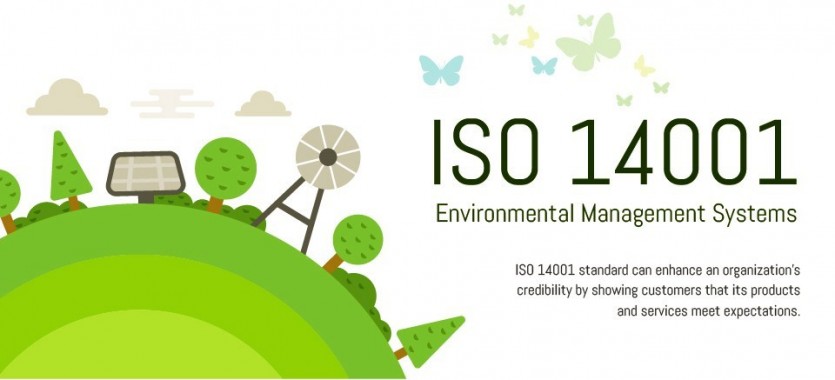 ISO 14001
Environmental Management Systems
ISO 14001 standard can enhance an organization's
credibility by showing customers that its products
and services meet expectations.